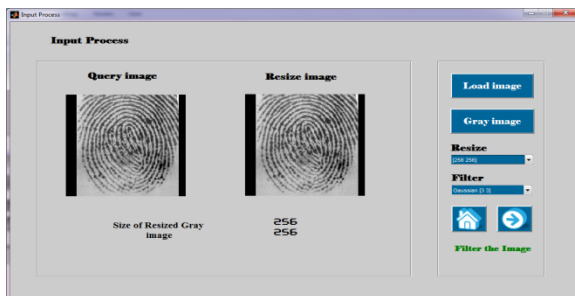 Input Process
Input Process
Query image
Resize image
Size of Resized Gray
image
256
256
Load image
Gray image
Resize
[256 256]
Filter
Gaussian [3 3]
Filter the Image